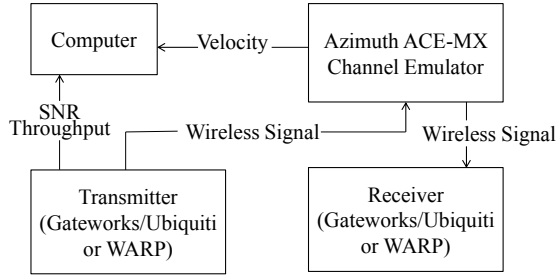 Computer
Velocity
Azimuth ACE-MX
Channel Emulator
SNR
Throughput
Wireless Signal
Wireless Signal
Transmitter
(Gateworks/Ubiquiti
or WARP)
Receiver
(Gateworks/Ubiquiti
or WARP)